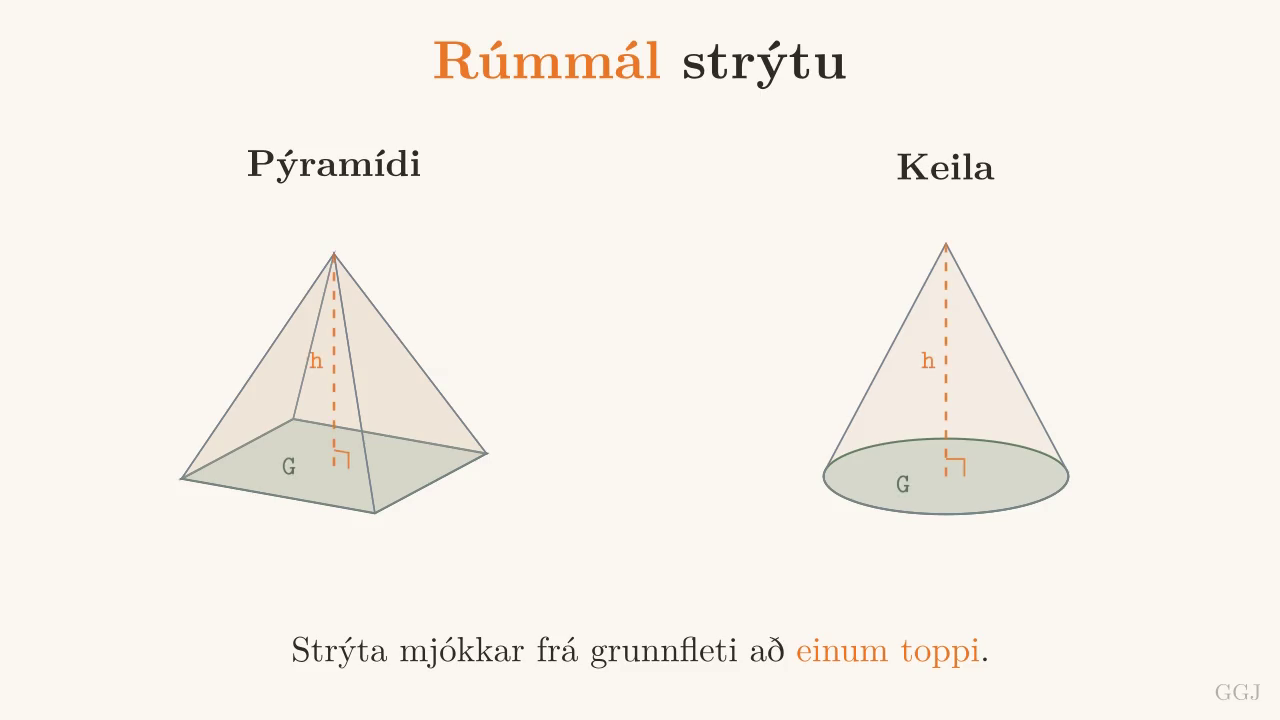 Rúmmál strýtu
Pýramídi
Keila
h
h
G
G
Strýta mjókkar frá grunnfleti að einum toppi.
GGJ